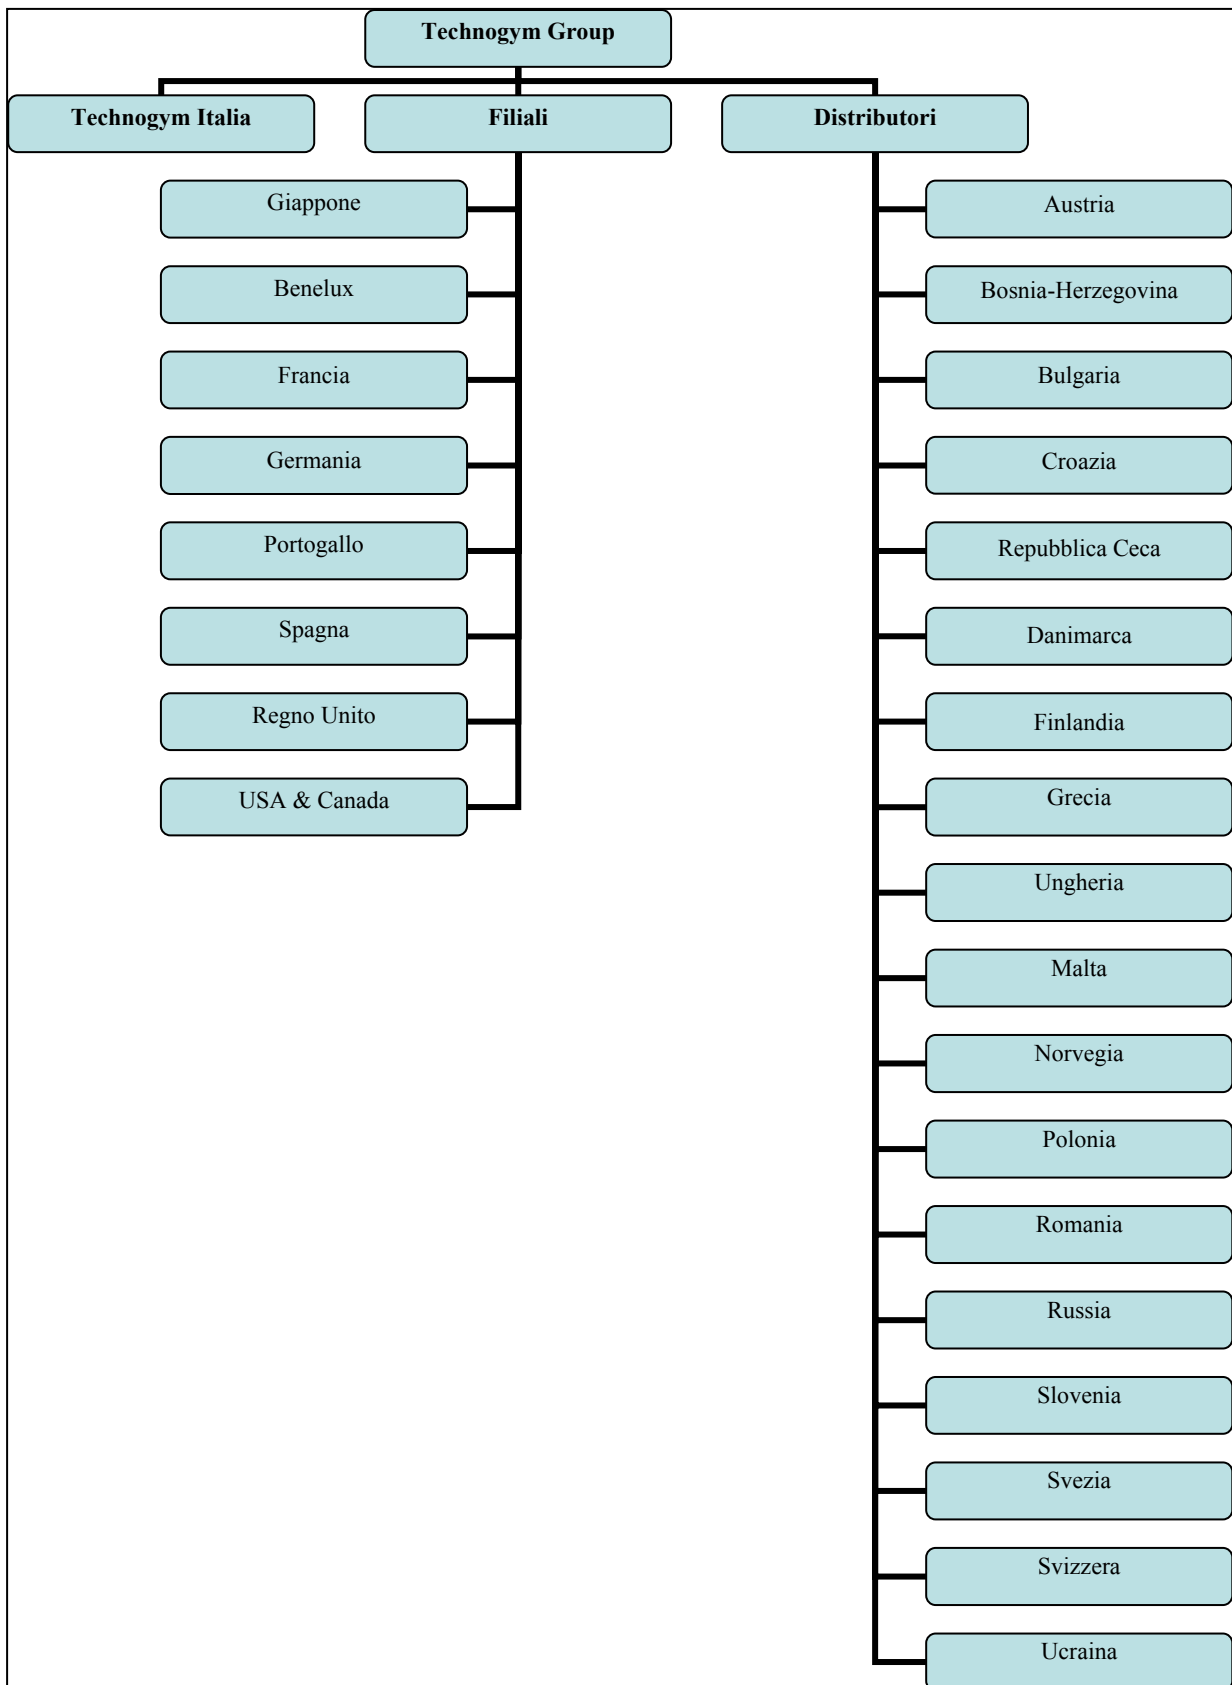 Technogym Group
Technogym Italia
Filiali
Distributori
Giappone
Benelux
Francia
Germania
Portogallo
Spagna
Regno Unito
USA & Canada
Austria
Bosnia-Herzegovina
Bulgaria
Croazia
Repubblica Ceca
Danimarca
Finlandia
Grecia
Ungheria
Malta
Norvegia
Polonia
Romania
Russia
Slovenia
Svezia
Svizzera
Ucraina